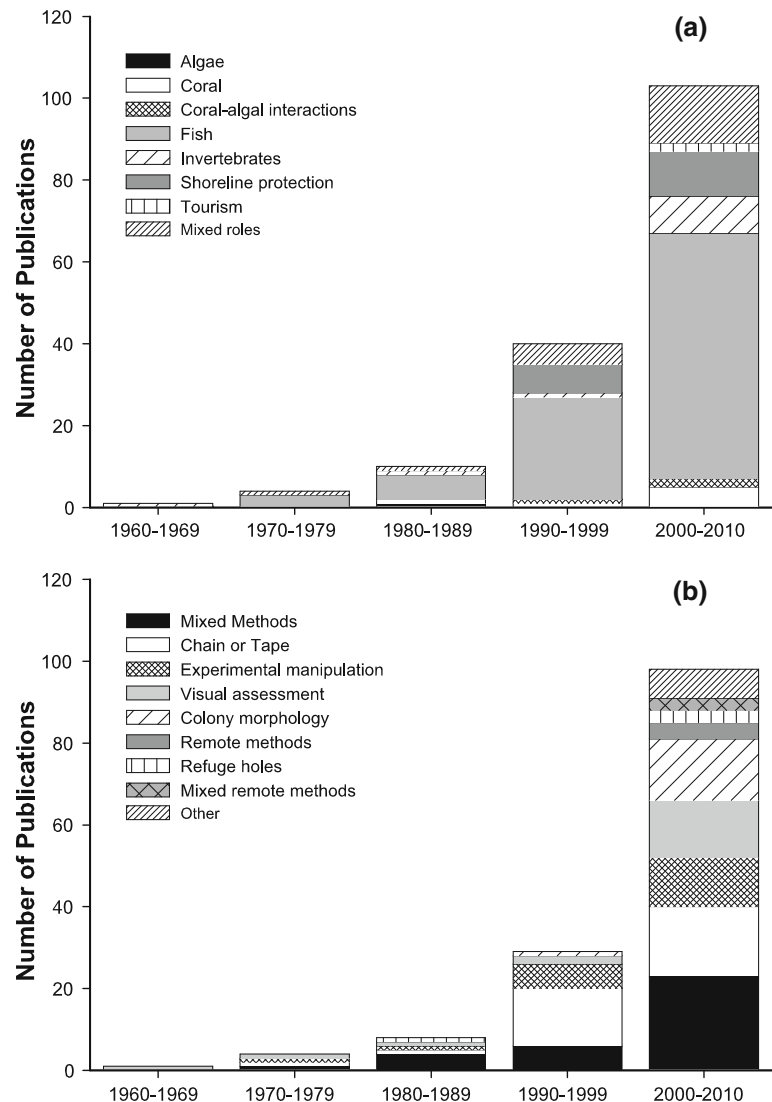 (a)
120
100
80
60
40
20
0
Number of Publications
Algae
Coral
Coral-algal interactions
Fish
Invertebrates
Shoreline protection
Tourism
Mixed roles
1960-1969 1970-1979 1980-1989 1990-1999 2000-2010
(b)
120
100
80
60
40
20
0
Number of Publications
Mixed Methods
Chain or Tape
Experimental manipulation
Visual assessment
Colony morphology
Remote methods
Refuge holes
Mixed remote methods
Other
1960-1969 1970-1979 1980-1989 1990-1999 2000-2010